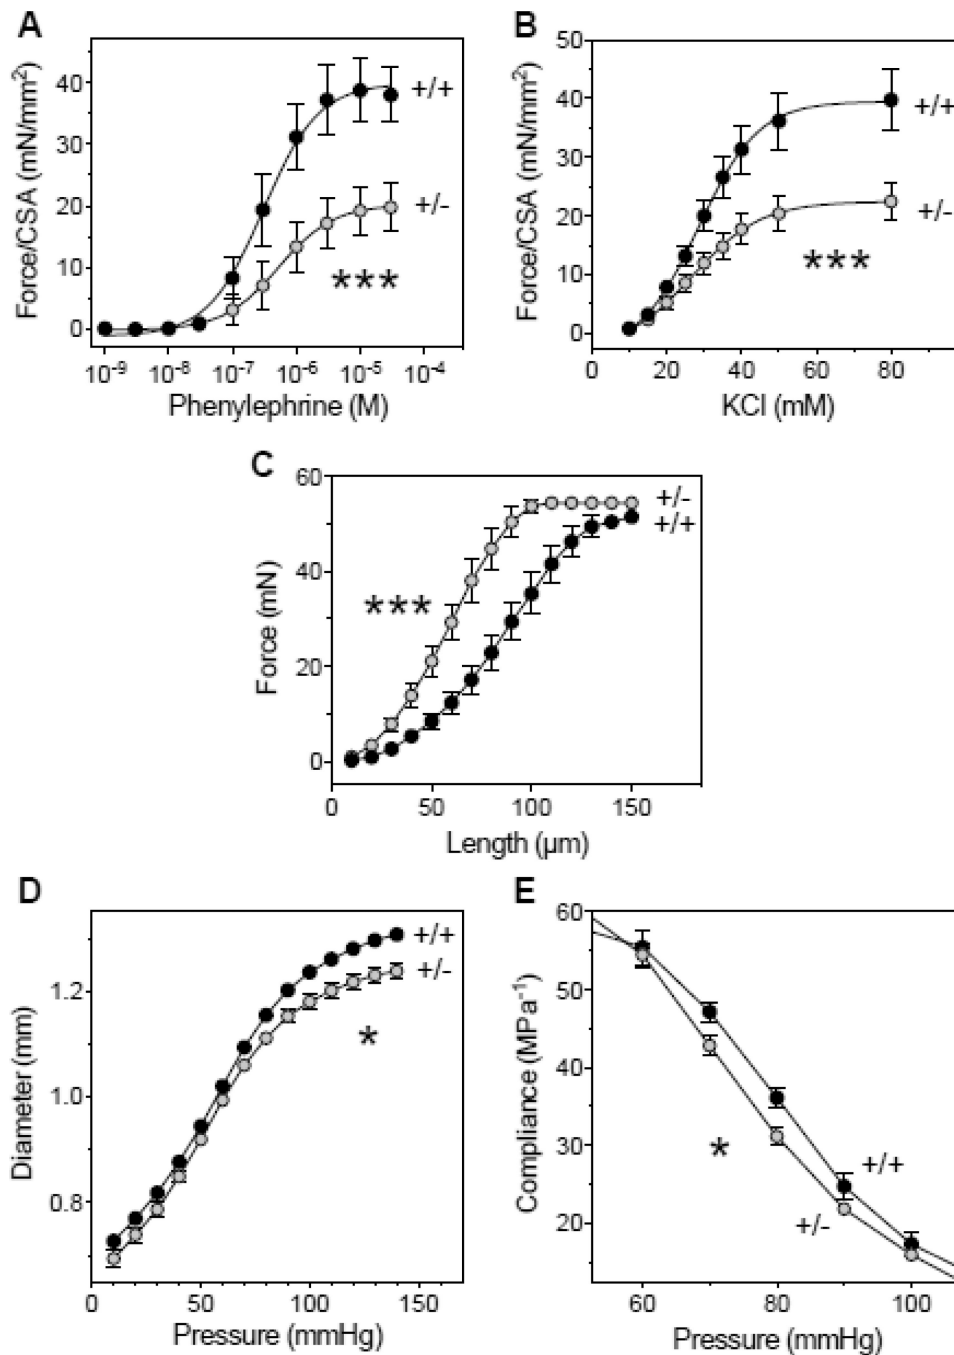 A
Force/CSA (mN/mm²)
40
30
20
10
0
+/+
+/-
***
10⁻⁹ 10⁻⁸ 10⁻⁷ 10⁻⁶ 10⁻⁵ 10⁻⁴
Phenylephrine (M)
B
Force/CSA (mN/mm²)
50
40
30
20
10
0
+/+
+/-
***
0 20 40 60 80
KCl (mM)
C
Force (mN)
60
40
20
0
+/-
+/+
***
0 50 100 150
Length (µm)
D
Diameter (mm)
1.2
1.0
0.8
+/+
+/-
*
0 50 100 150
Pressure (mmHg)
E
Compliance (MPa⁻¹)
60
50
40
30
20
+/+
+/-
*
60 80 100
Pressure (mmHg)